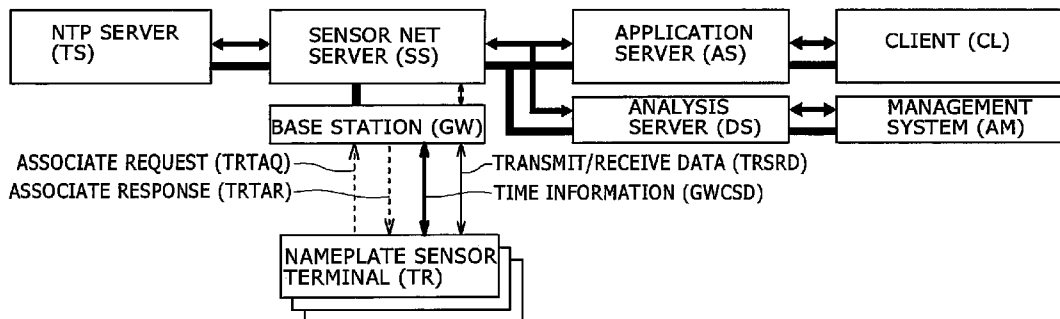 NTP SERVER
(TS)
SENSOR NET
SERVER (SS)
APPLICATION
SERVER (AS)
CLIENT (CL)
BASE STATION (GW)
ANALYSIS
SERVER (DS)
MANAGEMENT
SYSTEM (AM)
ASSOCIATE REQUEST (TRTAQ)
TRANSMIT/RECEIVE DATA (TRSRD)
ASSOCIATE RESPONSE (TRTAR)
TIME INFORMATION (GWCSD)
NAMEPLATE SENSOR
TERMINAL (TR)